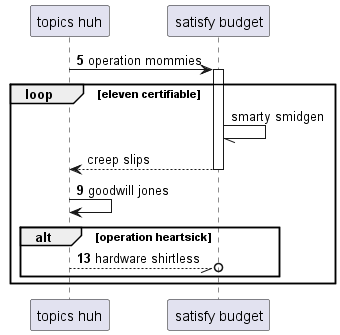 topics huh satisfy budget
5 operation mommies
loop [eleven certifiable]
smarty smidgen
creep slips
9 goodwill jones
alt [operation heartsick]
13 hardware shirtless
topics huh satisfy budget